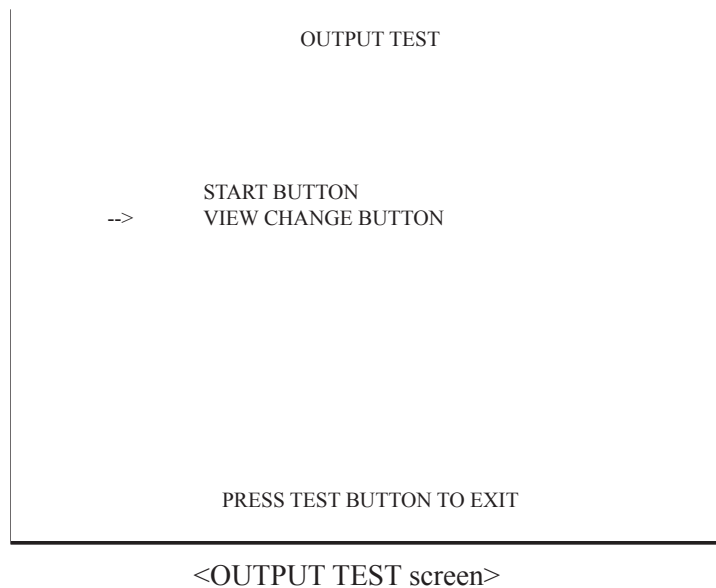 OUTPUT TEST
START BUTTON
--> VIEW CHANGE BUTTON
PRESS TEST BUTTON TO EXIT
<OUTPUT TEST screen>